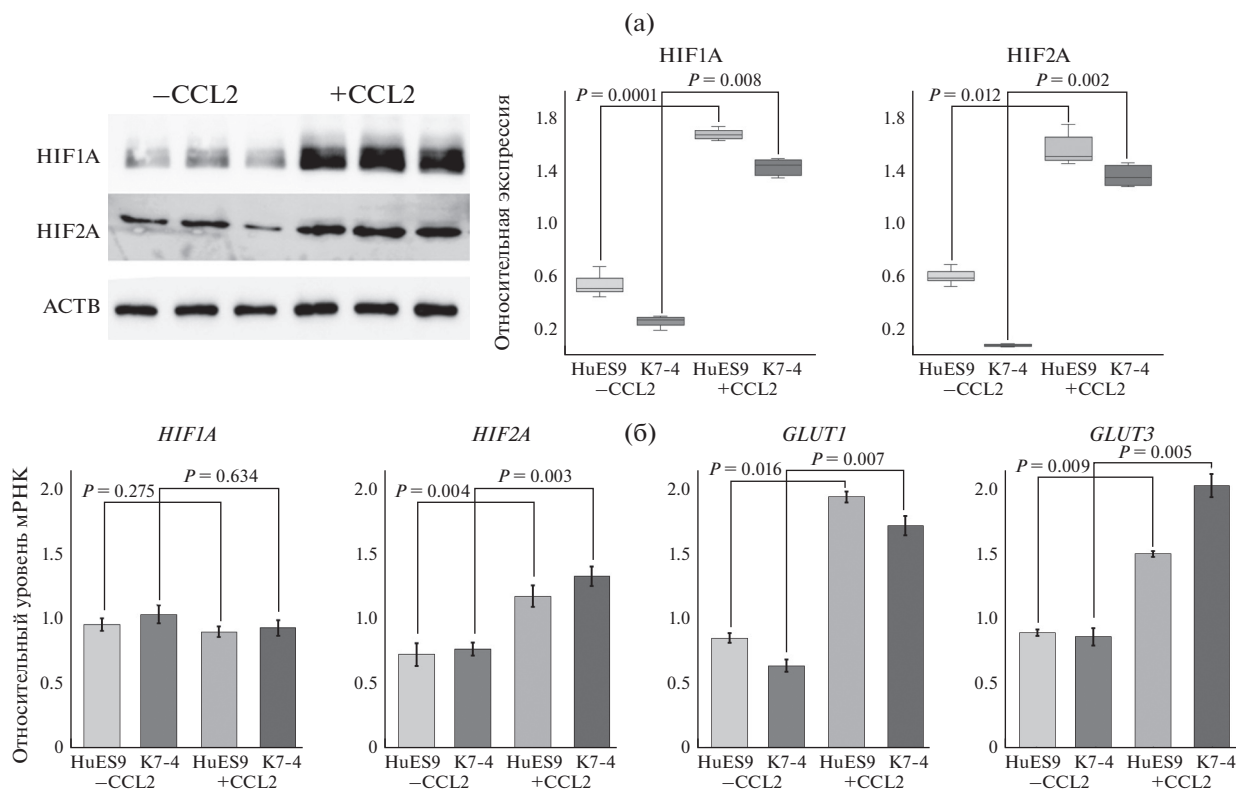 (а)
–CCL2 +CCL2
HIF1A
HIF2A
ACTB
HIF1A
P = 0.008
P = 0.0001
Относительная экспрессия
1.8
1.4
1.0
0.6
0.2
HuES9 K7-4 HuES9 K7-4
–CCL2 +CCL2
HIF2A
P = 0.002
P = 0.012
1.8
1.4
1.0
0.6
0.2
HuES9 K7-4 HuES9 K7-4
–CCL2 +CCL2
(б)
HIF1A
P = 0.634
P = 0.275
Относительный уровень мРНК
2.0
1.5
1.0
0.5
0
HuES9 K7-4 HuES9 K7-4
–CCL2 +CCL2
HIF2A
P = 0.003
P = 0.004
2.0
1.5
1.0
0.5
0
HuES9 K7-4 HuES9 K7-4
–CCL2 +CCL2
GLUT1
P = 0.007
P = 0.016
2.0
1.5
1.0
0.5
0
HuES9 K7-4 HuES9 K7-4
–CCL2 +CCL2
GLUT3
P = 0.005
P = 0.009
2.0
1.5
1.0
0.5
0
HuES9 K7-4 HuES9 K7-4
–CCL2 +CCL2